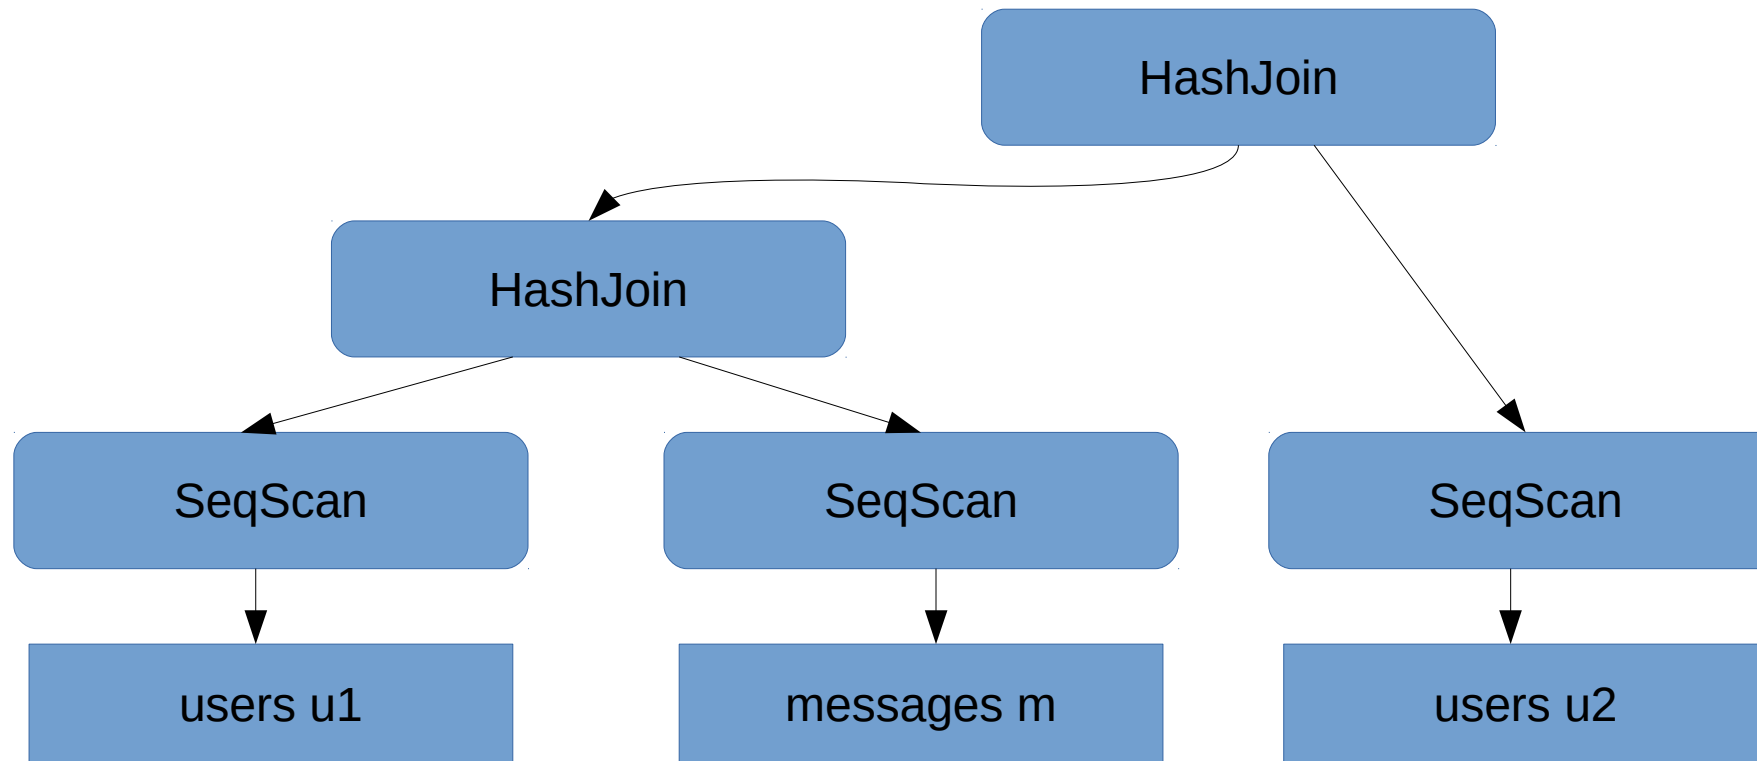 HashJoin
HashJoin
SeqScan
SeqScan
SeqScan
users u1
messages m
users u2